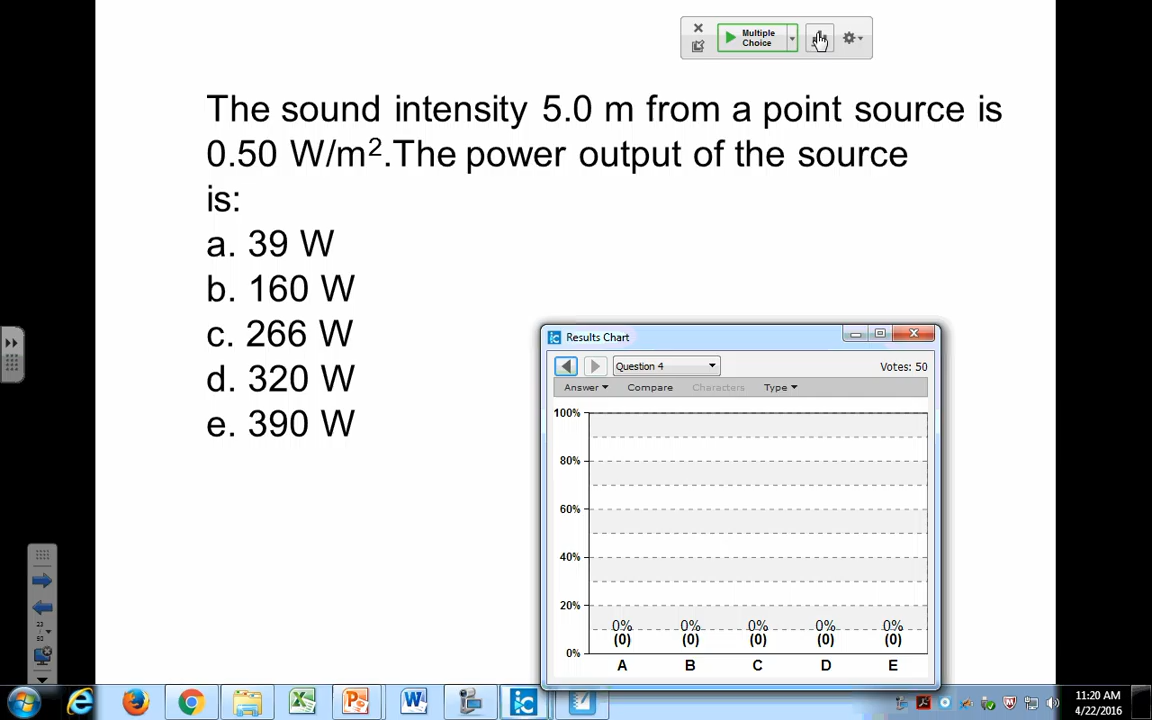 Multiple
Choice
The sound intensity 5.0 m from a point source is
0.50 W/m².The power output of the source
is:
a. 39 W
b. 160 W
c. 266 W
d. 320 W
e. 390 W
Results Chart
Question 4
Votes: 50
Answer
Compare
Characters
Type
100%
80%
60%
40%
20%
0%
0% 0% 0% 0% 0%
(0) (0) (0) (0) (0)
A B C D E
23
50
11:20 AM
4/22/2016